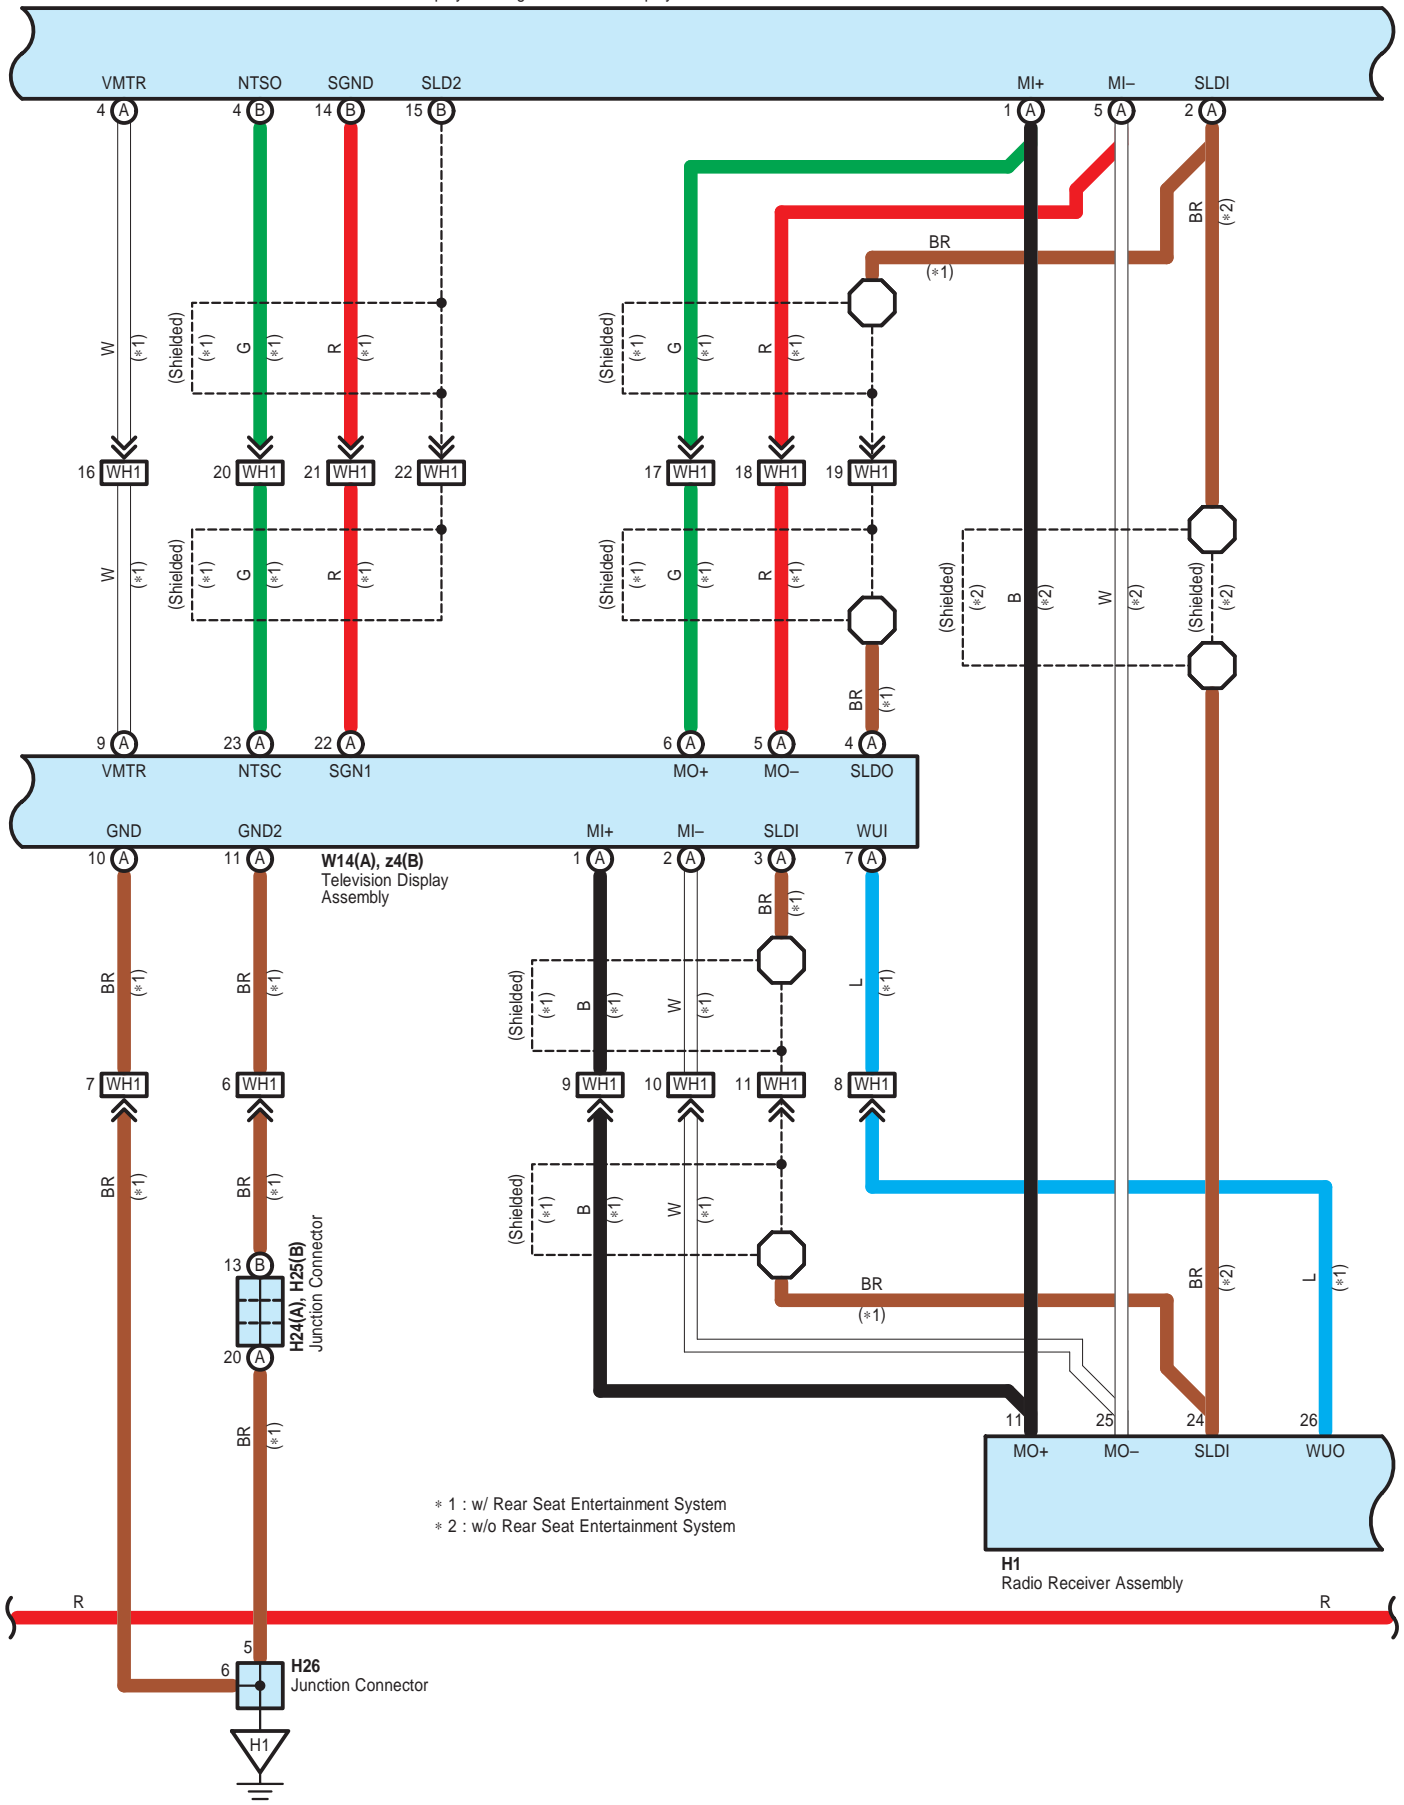 VMTR NTSO SGND SLD2 MI+ MI– SLDI
4 A 4 B 14 B 15 B 1 A 5 A 2 A
BR (∗2)
BR
(∗1)
W (∗1) (Shielded) (∗1) G (∗1) R (∗1) (Shielded) (∗1) G (∗1) R (∗1)
16 WH1 20 WH1 21 WH1 22 WH1 17 WH1 18 WH1 19 WH1
W (∗1) (Shielded) (∗1) G (∗1) R (∗1) (Shielded) (∗1) G (∗1) R (∗1) (Shielded) (∗2) B (∗2) W (∗2) (Shielded) (∗2)
BR (∗1)
9 A 23 A 22 A 6 A 5 A 4 A
VMTR NTSC SGN1 MO+ MO– SLDO
GND GND2 MI+ MI– SLDI WUI
10 A 11 A 1 A 2 A 3 A 7 A
W14(A), z4(B)
Television Display
Assembly
BR (∗1)
BR (∗1) BR (∗1) (Shielded) (∗1) B (∗1) W (∗1) L (∗1)
7 WH1 6 WH1 9 WH1 10 WH1 11 WH1 8 WH1
BR (∗1) BR (∗1) (Shielded) (∗1) B (∗1) W (∗1)
13 B
H24(A), H25(B)
Junction Connector
20 A
BR
(∗1)
BR (∗2) L (∗1)
BR (∗1)
11 25 24 26
MO+ MO– SLDI WUO
∗ 1 : w/ Rear Seat Entertainment System
∗ 2 : w/o Rear Seat Entertainment System
H1
Radio Receiver Assembly
R R
5
6
H26
Junction Connector
H1